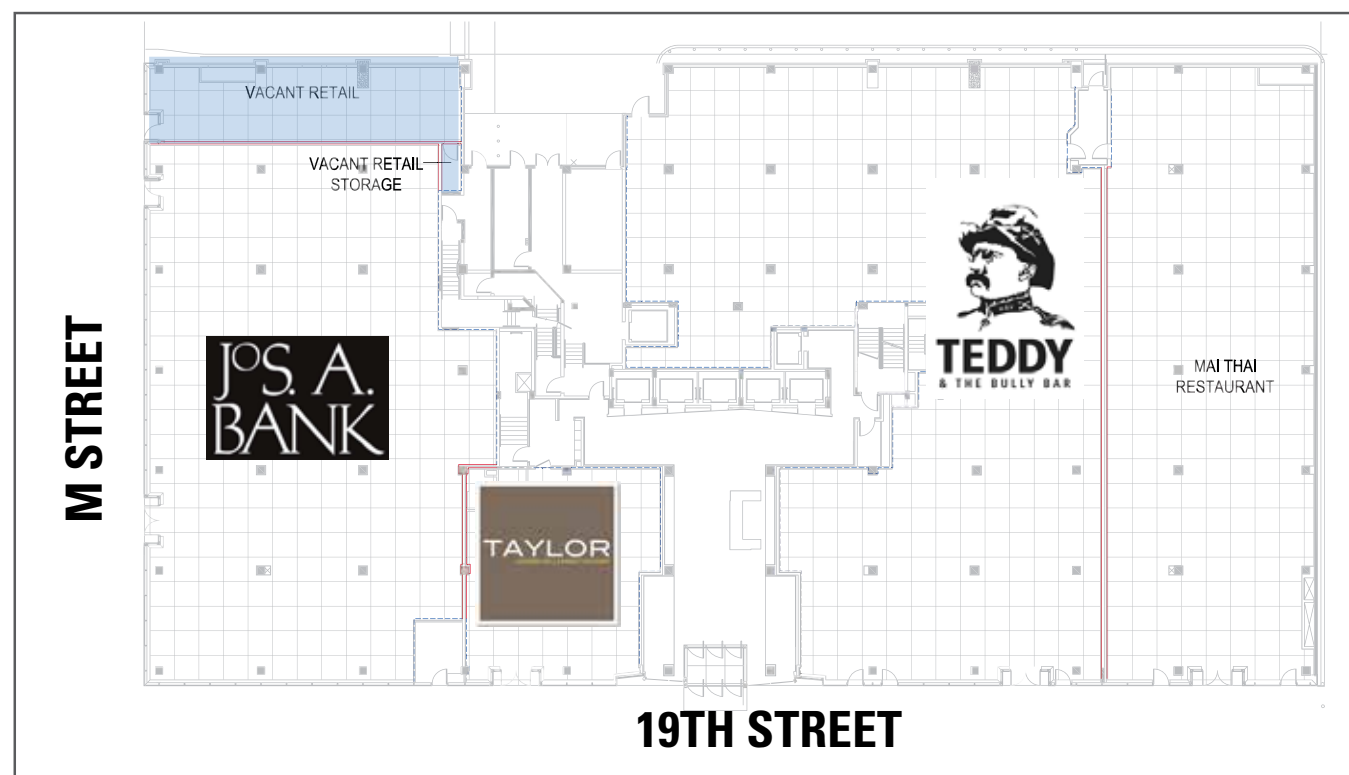 VACANT RETAIL
VACANT RETAIL
STORAGE
M STREET
JOS. A.
BANK
TAYLOR
TEDDY
& THE BULLY BAR
MAI THAI
RESTAURANT
19TH STREET